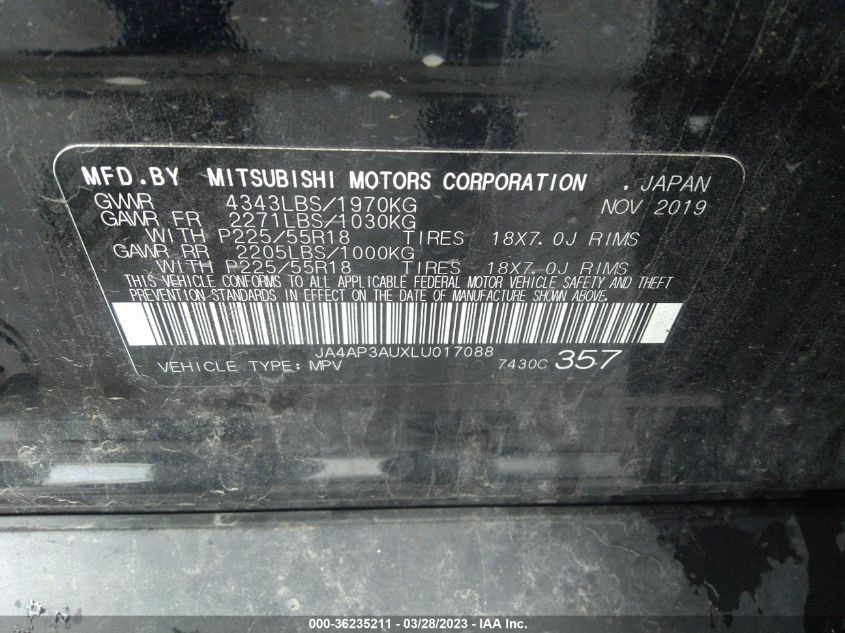 MFD.BY MITSUBISHI MOTORS CORPORATION . JAPAN
GVWR 4343LBS/1970KG NOV 2019
GAWR FR 2271LBS/1030KG
WITH P225/55R18 TIRES 18X7.0J RIMS
GAWR RR 2205LBS/1000KG
WITH P225/55R18 TIRES 18X7.0J RIMS
THIS VEHICLE CONFORMS TO ALL APPLICABLE FEDERAL MOTOR VEHICLE SAFETY AND THEFT
PREVENTION STANDARDS IN EFFECT ON THE DATE OF MANUFACTURE SHOWN ABOVE.
JA4AP3AUXLU017088
VEHICLE TYPE: MPV 7430C 357
000-36235211 - 03/28/2023 - IAA Inc.